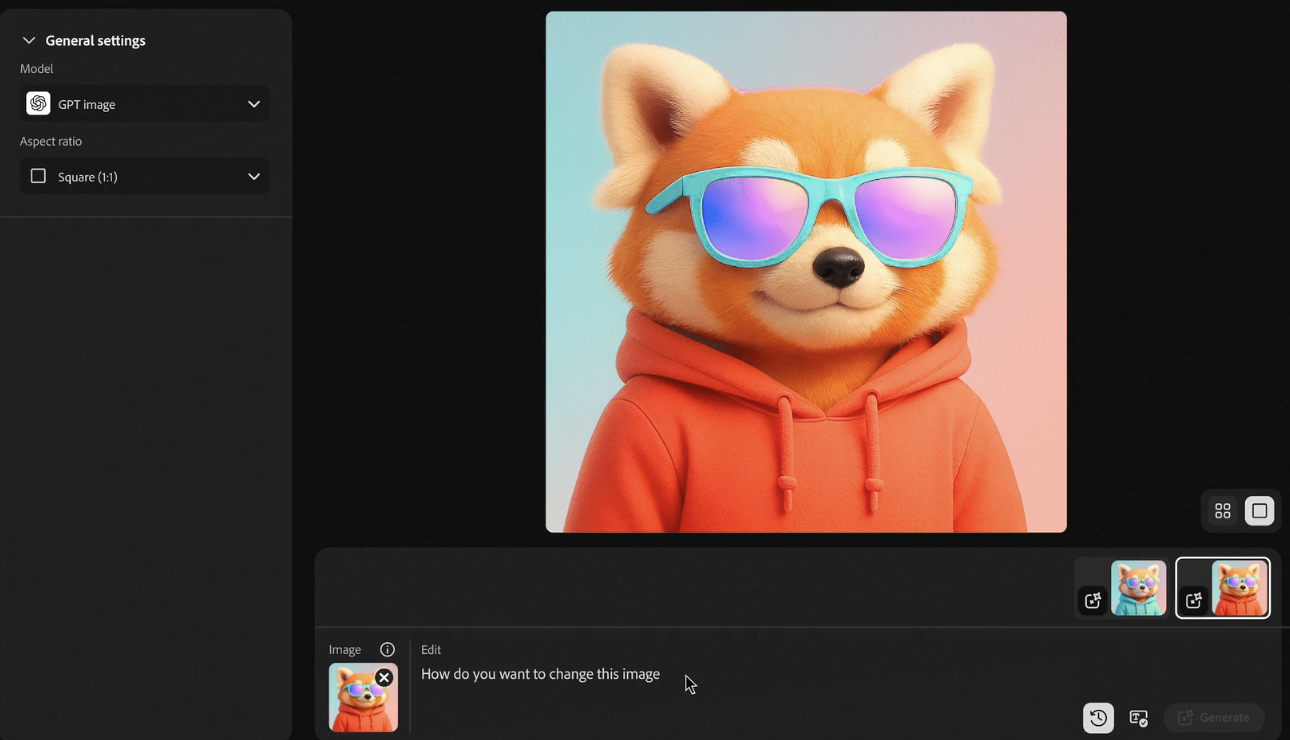 General settings
Model
GPT image
Aspect ratio
Square (1:1)
Image
Edit
How do you want to change this image
Generate